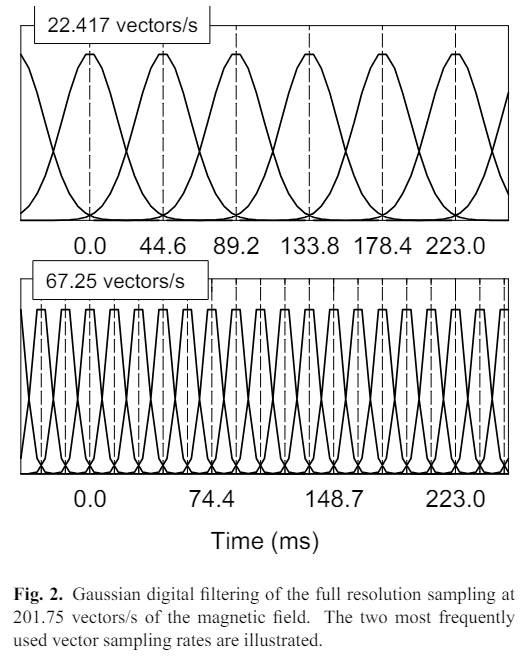 22.417 vectors/s
0.0 44.6 89.2 133.8 178.4 223.0
67.25 vectors/s
0.0 74.4 148.7 223.0
Time (ms)
Fig. 2. Gaussian digital filtering of the full resolution sampling at
201.75 vectors/s of the magnetic field. The two most frequently
used vector sampling rates are illustrated.